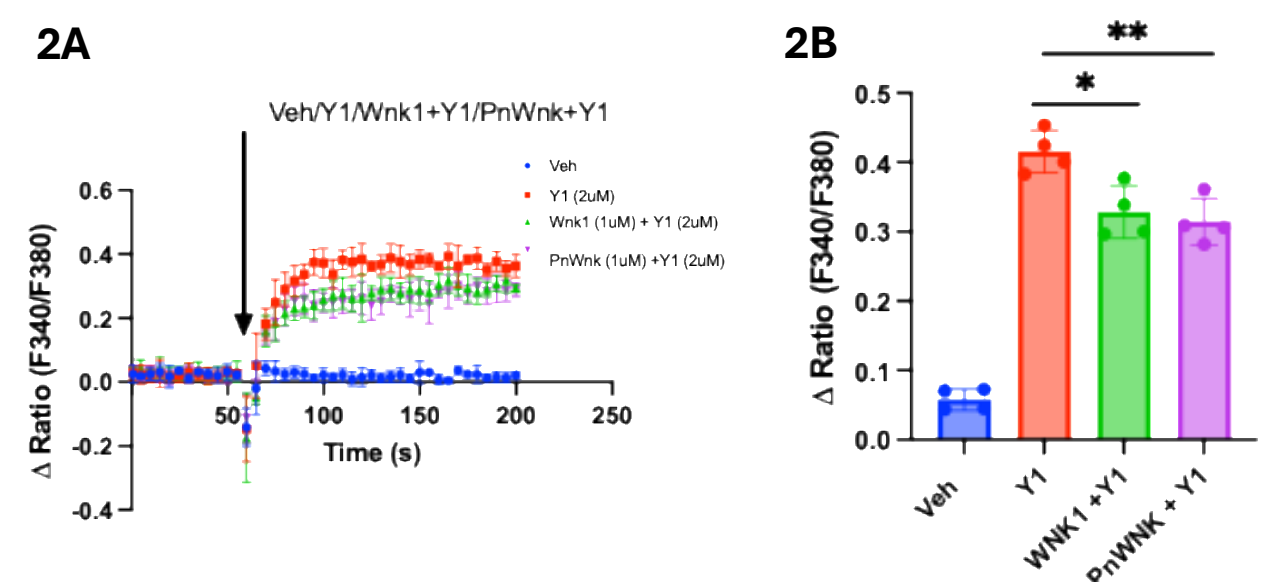 2A
Veh/Y1/Wnk1+Y1/PnWnk+Y1
Veh
Y1 (2uM)
Wnk1 (1uM) + Y1 (2uM)
PnWnk (1uM) +Y1 (2uM)
Δ Ratio (F340/F380)
0.6
0.4
0.2
0.0
-0.2
-0.4
50
100
150
200
250
Time (s)
2B
**
*
Δ Ratio (F340/F380)
0.5
0.4
0.3
0.2
0.1
0.0
Veh
Y1
WNK1 +Y1
PnWNK + Y1